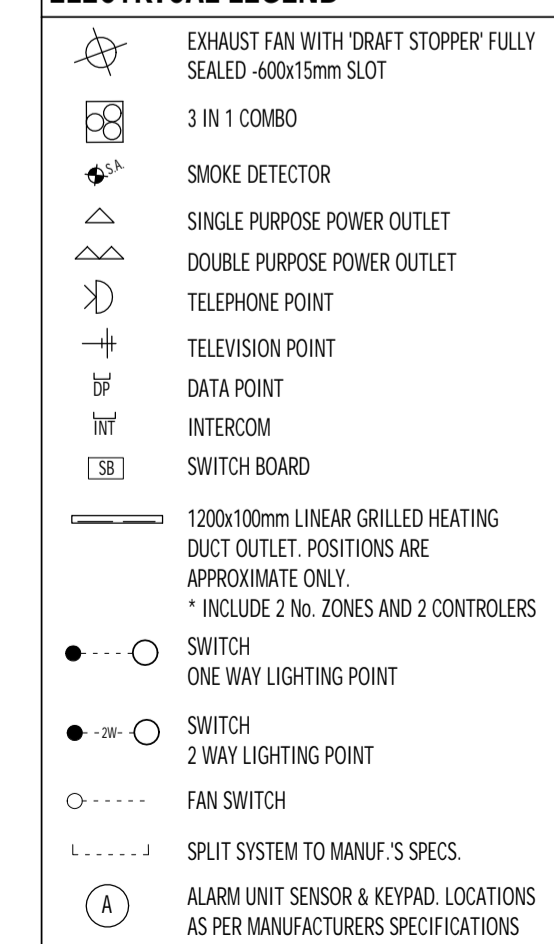 ELECTRICAL LEGEND
EXHAUST FAN WITH 'DRAFT STOPPER' FULLY
SEALED -600x15mm SLOT
3 IN 1 COMBO
S.A.
SMOKE DETECTOR
SINGLE PURPOSE POWER OUTLET
DOUBLE PURPOSE POWER OUTLET
TELEPHONE POINT
TELEVISION POINT
DP
DATA POINT
INT
INTERCOM
SB
SWITCH BOARD
1200x100mm LINEAR GRILLED HEATING
DUCT OUTLET. POSITIONS ARE
APPROXIMATE ONLY.
* INCLUDE 2 No. ZONES AND 2 CONTROLERS
SWITCH
ONE WAY LIGHTING POINT
2W
SWITCH
2 WAY LIGHTING POINT
FAN SWITCH
SPLIT SYSTEM TO MANUF.'S SPECS.
A
ALARM UNIT SENSOR & KEYPAD. LOCATIONS
AS PER MANUFACTURERS SPECIFICATIONS